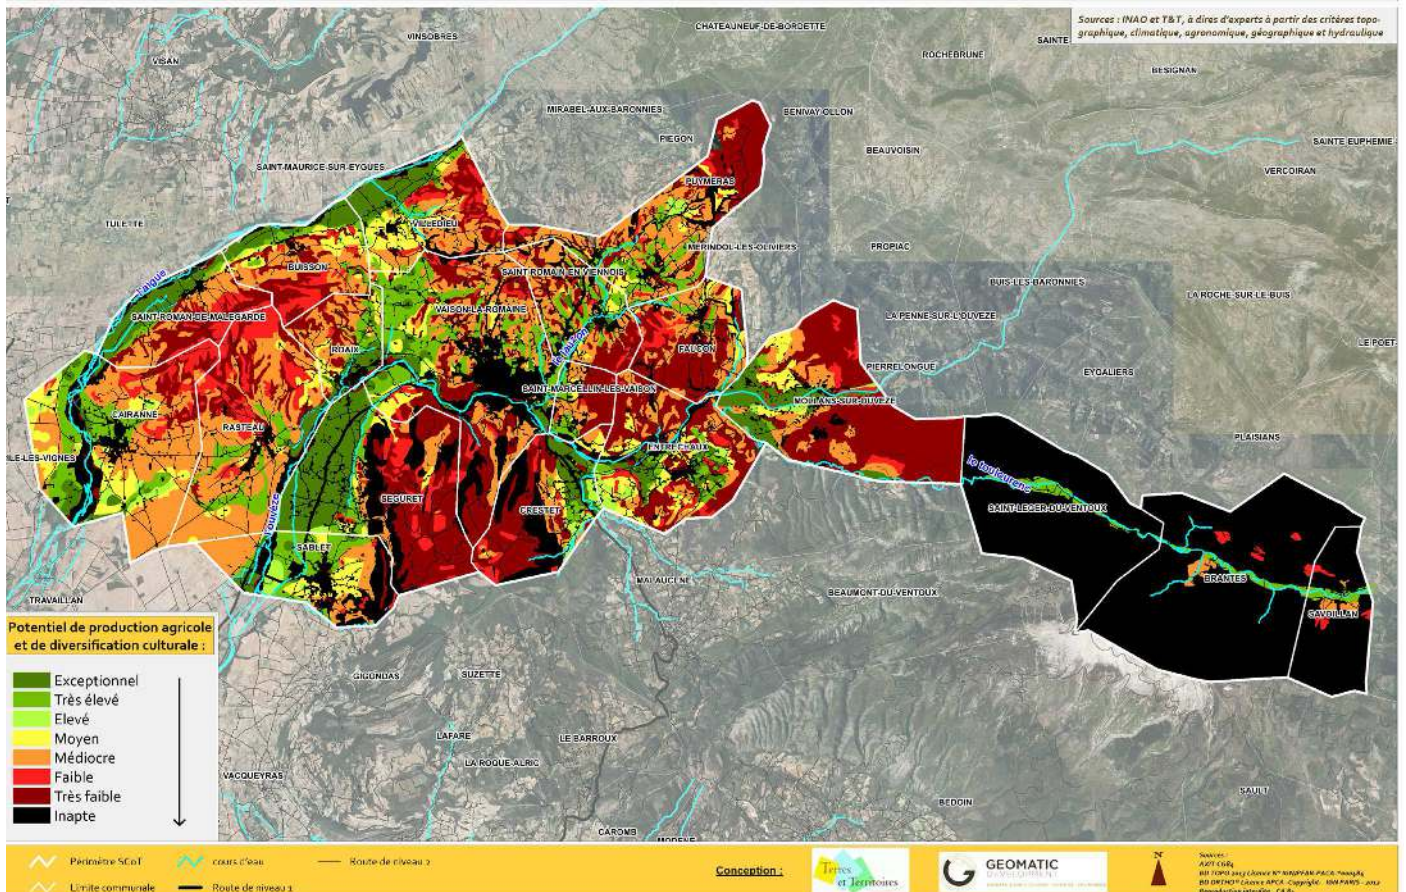 Sources : INAO et T&T, à dires d'experts à partir des critères topo-
graphique, climatique, agronomique, géographique et hydraulique
CHATEAUNEUF-DE-BORDETTE
VINSOBRES
SAINTE
ROCHEBRUNE
VISAN
BESIGNAN
MIRABEL-AUX-BARONNIES
BENIVAY-OLLON
PIEGON
SAINTE EUPHEMIE
BEAUVOISIN
SAINT-MAURICE-SUR-EYGUES
VERCOIRAN
PUYMERAS
TULETTE
VILLEDIEU
MERINDOL-LES-OLIVIERS
PROPIAC
BUISSON
SAINT-ROMAIN-EN-VIENNOIS
BUIS-LES-BARONNIES
l'aigue
LA ROCHE-SUR-LE-BUIS
VAISON-LA-ROMAINE
SAINT-ROMAN-DE-MALEGARDE
LA PENNE-SUR-L'OUVEZE
LE POET-
ROAIX
le lauzon
FAUCON
PIERRELONGUE
EYGALIERS
SAINT-MARCELLIN-LES-VAISON
MOLLANS-SUR-OUVEZE
CAIRANNE
RASTEAU
PLAISIANS
ENTRECHAUX
ILE-LES-VIGNES
le toulourenc
SEGURET
l'ouvèze
CRESTET
SAINT-LEGER-DU-VENTOUX
SABLET
MALAUCENE
BRANTES
BEAUMONT-DU-VENTOUX
TRAVAILLAN
SAVOILLAN
Potentiel de production agricole
et de diversification culturale :
Exceptionnel
Très élevé
Elevé
Moyen
Médiocre
Faible
Très faible
Inapte
GIGONDAS
SUZETTE
LAFARE
LE BARROUX
LA ROQUE-ALRIC
VACQUEYRAS
SAULT
BEDOIN
CAROMB
MODENE
Périmètre SCoT
cours d'eau
Route de niveau 2
Limite communale
Route de niveau 1
Conception :
Terres
et Territoires
GEOMATIC
DEVELOPMENT
N
Sources :